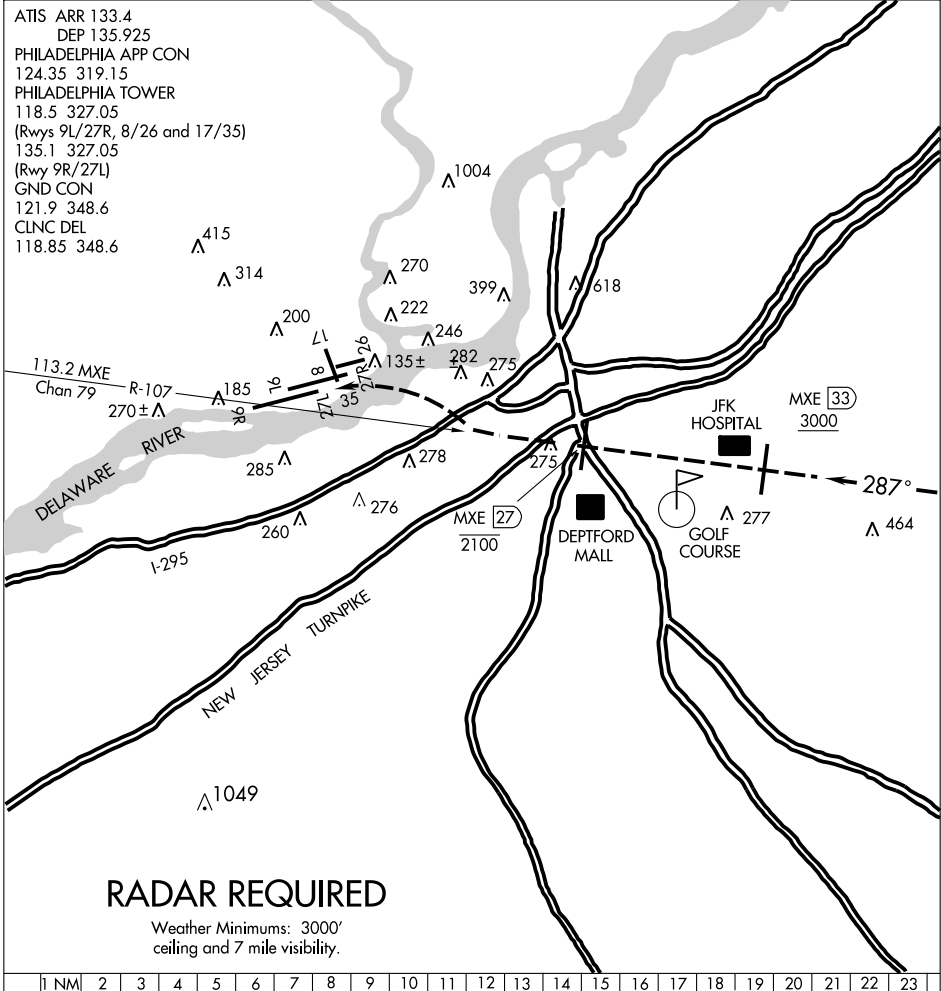 ATIS ARR 133.4
DEP 135.925
PHILADELPHIA APP CON
124.35 319.15
PHILADELPHIA TOWER
118.5 327.05
(Rwys 9L/27R, 8/26 and 17/35)
135.1 327.05
(Rwy 9R/27L)
GND CON
121.9 348.6
CLNC DEL
118.85 348.6
1004
415
314
270
399
618
200
222
246
17
26
8
135±
282
±
275
27R
113.2 MXE
Chan 79
R-107
185
9L
35
27L
270±
9R
JFK
HOSPITAL
MXE 33
3000
DELAWARE RIVER
285
278
275
287°
276
MXE 27
2100
260
DEPTFORD
MALL
GOLF
COURSE
277
464
I-295
NEW JERSEY TURNPIKE
1049
RADAR REQUIRED
Weather Minimums: 3000'
ceiling and 7 mile visibility.
1 NM 2 3 4 5 6 7 8 9 10 11 12 13 14 15 16 17 18 19 20 21 22 23